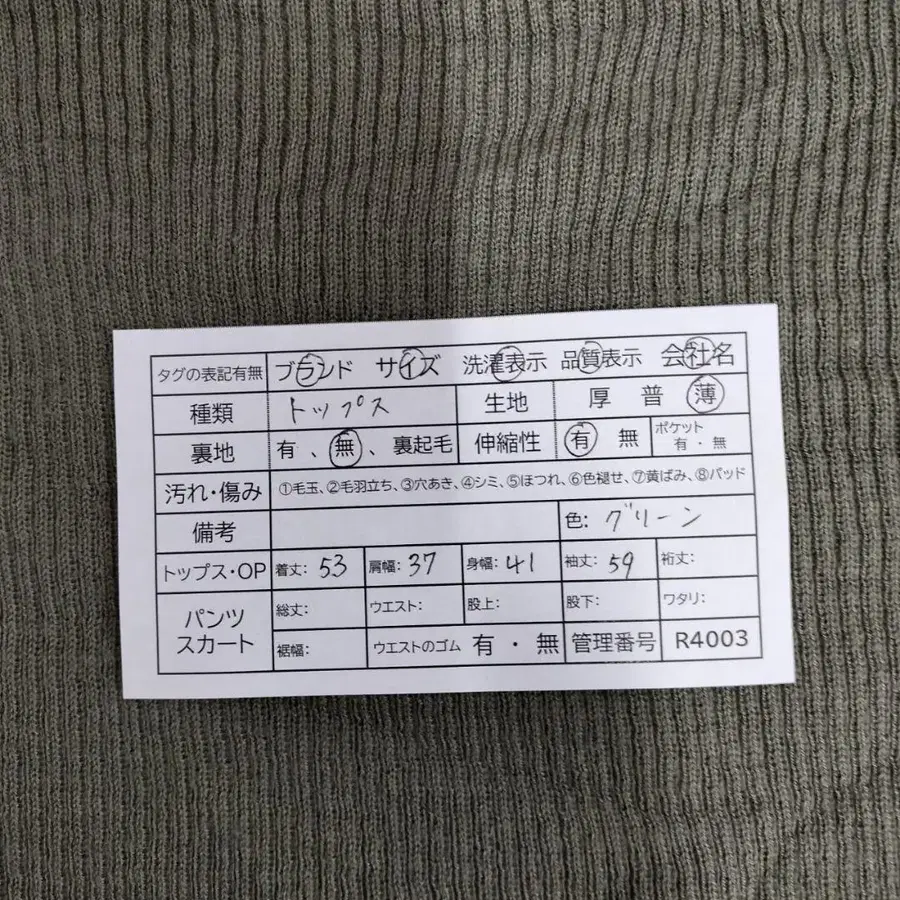 タグの表記有無 ブランド サイズ 洗濯表示 品質表示 会社名
種類 トップス 生地 厚 普 薄
裏地 有、無、裏起毛 伸縮性 有 無 ポケット 有・無
汚れ・傷み ①毛玉、②毛羽立ち、③穴あき、④シミ、⑤ほつれ、⑥色褪せ、⑦黄ばみ、⑧パッド
備考 色: グリーン
トップス・OP 着丈: 53 肩幅: 37 身幅: 41 袖丈: 59 裄丈:
パンツ スカート 総丈: ウエスト: 股上: 股下: ワタリ:
裾幅: ウエストのゴム 有・無 管理番号 R4003